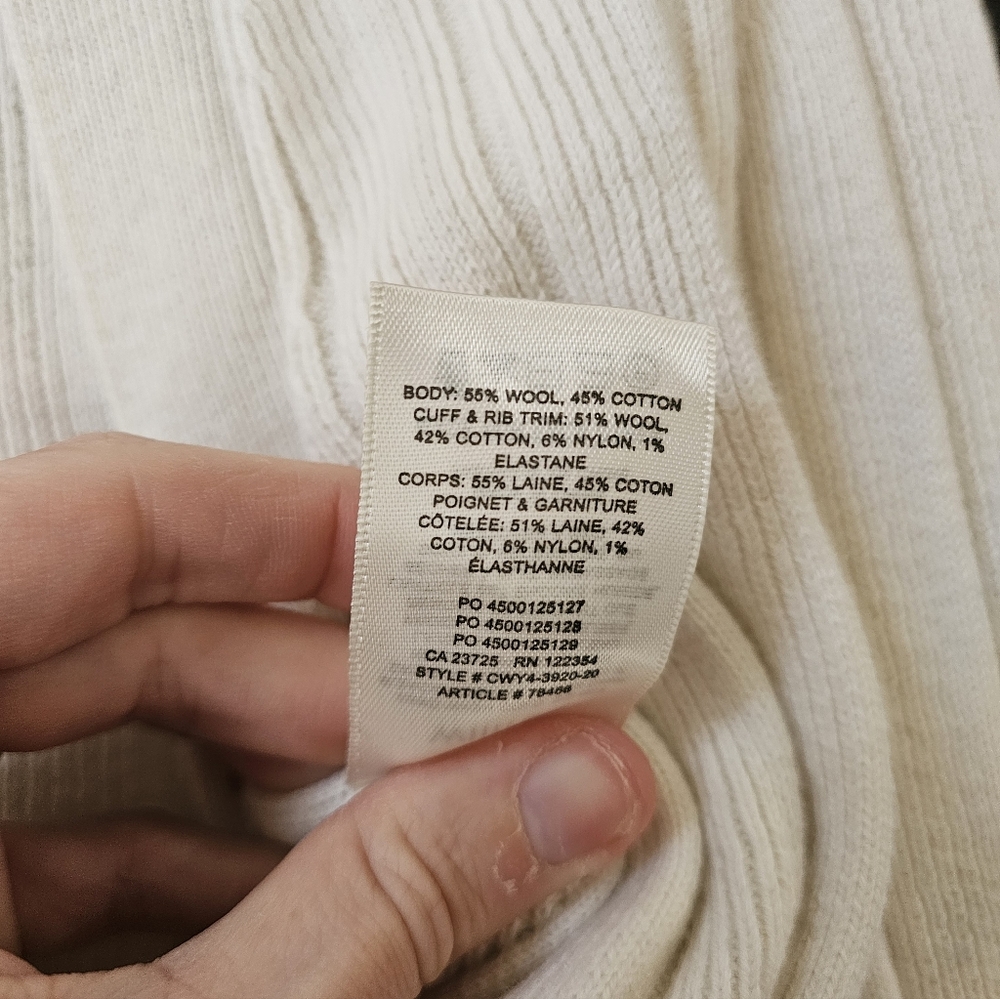 BODY: 55% WOOL, 45% COTTON
CUFF & RIB TRIM: 51% WOOL,
42% COTTON, 6% NYLON, 1%
ELASTANE
CORPS: 55% LAINE, 45% COTON
POIGNET & GARNITURE
CÔTELÉE: 51% LAINE, 42%
COTON, 6% NYLON, 1%
ÉLASTHANNE
PO 4500125127
PO 4500125128
PO 4500125129
CA 23725 RN 122354
STYLE # CWY4-3920-20
ARTICLE #